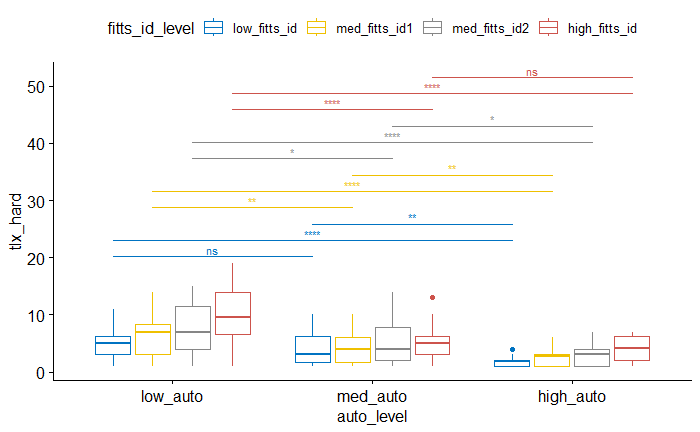 fitts_id_level low_fitts_id med_fitts_id1 med_fitts_id2 high_fitts_id
50
40
30
20
10
0
tlx_hard
ns
****
****
*
****
*
**
****
**
**
****
ns
low_auto med_auto high_auto
auto_level